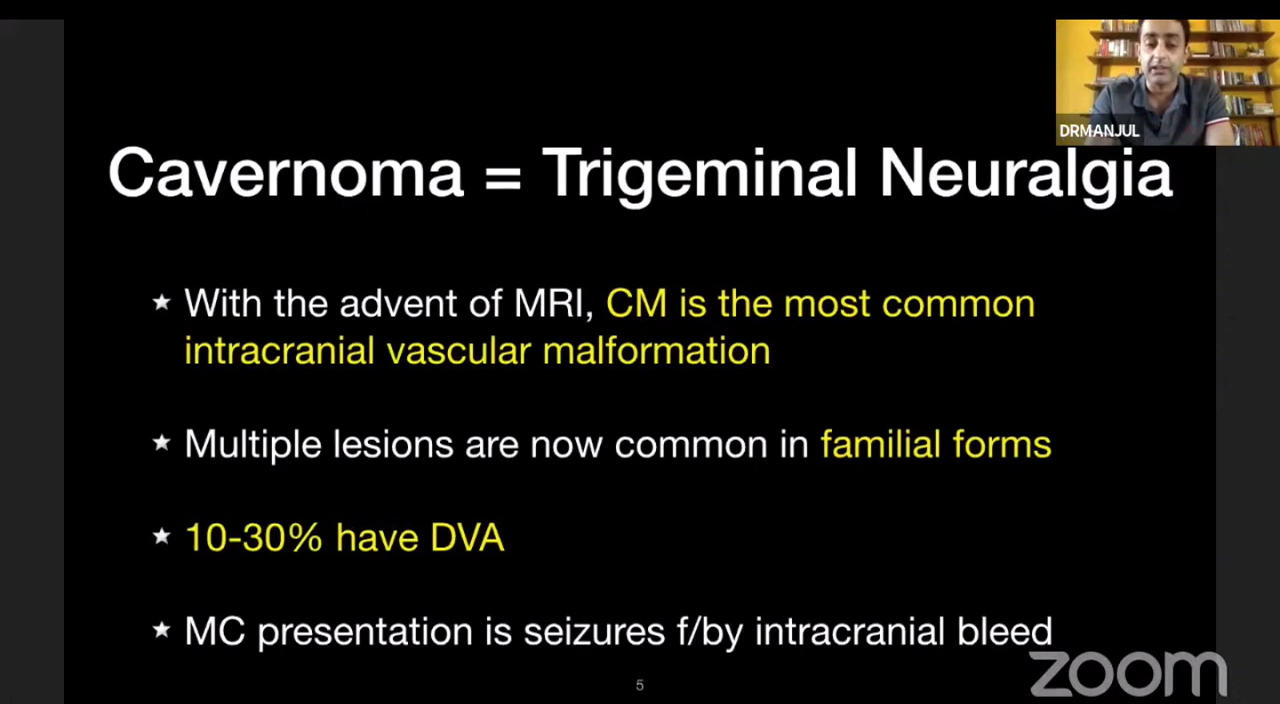 DRMANJUL
Cavernoma = Trigeminal Neuralgia
★ With the advent of MRI, CM is the most common
intracranial vascular malformation
★ Multiple lesions are now common in familial forms
★ 10-30% have DVA
★ MC presentation is seizures f/by intracranial bleed
zoom
5